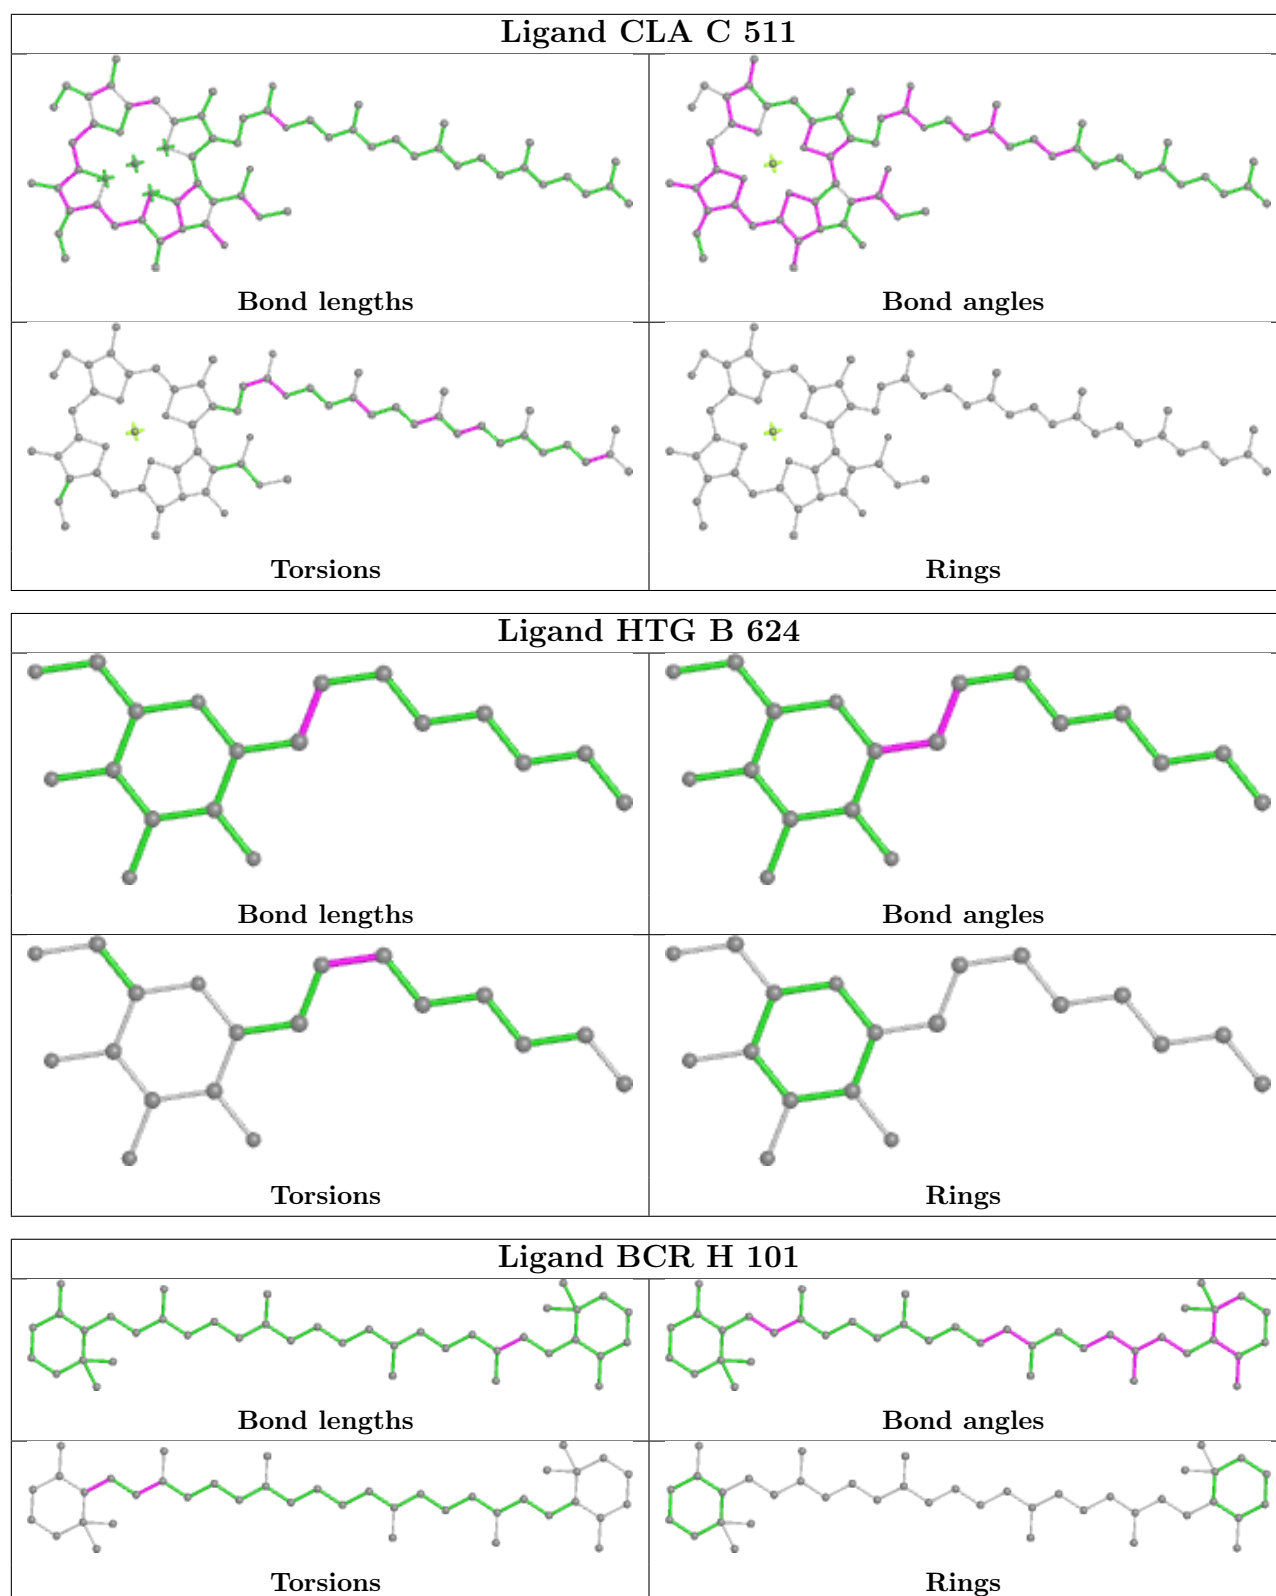 Ligand CLA C 511
Bond lengths
Bond angles
Torsions
Rings
Ligand HTG B 624
Bond lengths
Bond angles
Torsions
Rings
Ligand BCR H 101
Bond lengths
Bond angles
Torsions
Rings